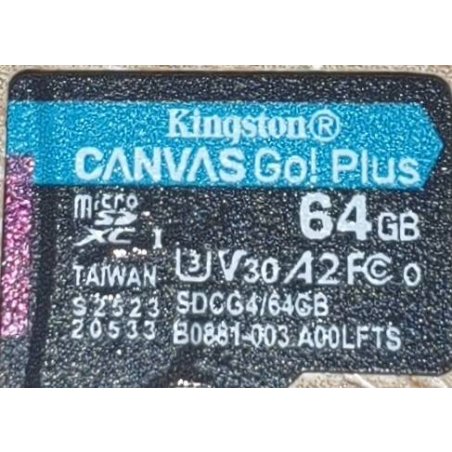 Kingston®
CANVAS Go! Plus
micro SD XC I 64GB
TAIWAN U3 V30 A2 FC O
S2523 SDCG4/64GB
20533 B0881-003 A00LFTS